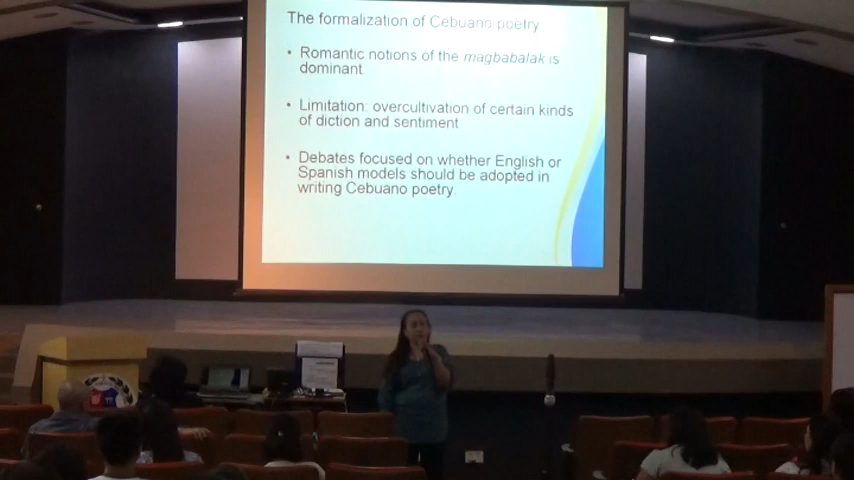 The formalization of Cebuano poetry
• Romantic notions of the magbabalak is
dominant.
• Limitation: overcultivation of certain kinds
of diction and sentiment
• Debates focused on whether English or
Spanish models should be adopted in
writing Cebuano poetry.